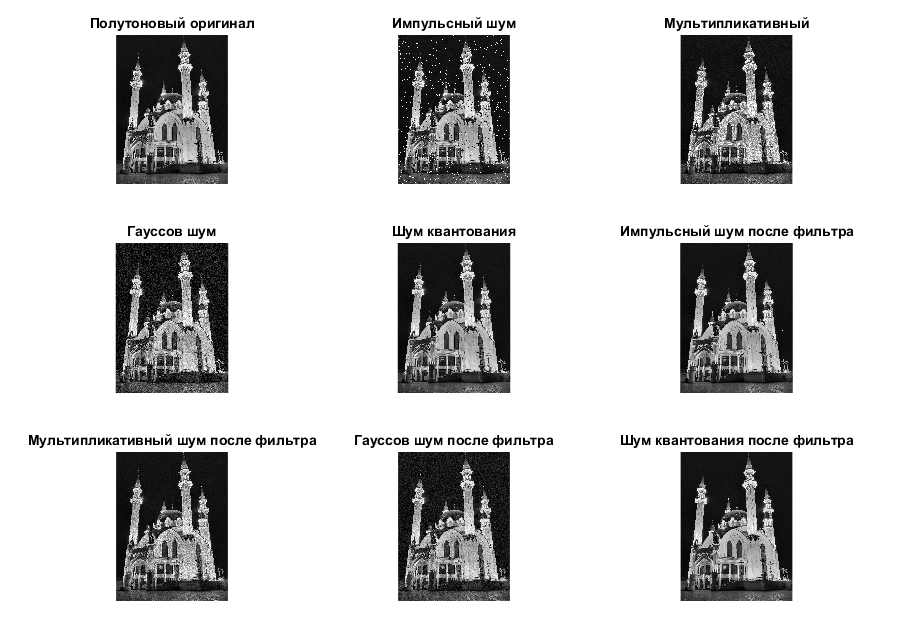 Полутоновый оригинал
Импульсный шум
Мультипликативный
Гауссов шум
Шум квантования
Импульсный шум после фильтра
Мультипликативный шум после фильтра
Гауссов шум после фильтра
Шум квантования после фильтра